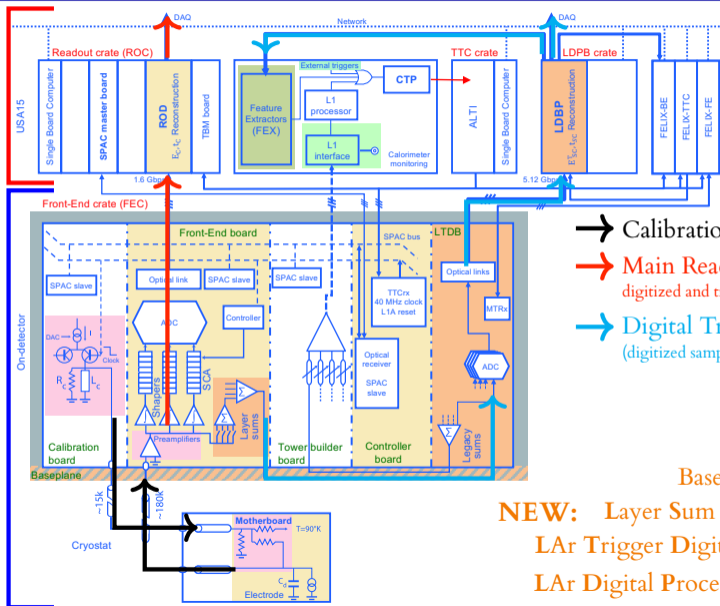 DAQ
Network
DAQ
Readout crate (ROC)
TTC crate
LDPB crate
USA15
Single Board Computer
SPAC master board
ROD
Eᵢ,tᵢ Reconstruction
TBM board
External triggers
CTP
Feature
Extractors
(FEX)
L1
processor
L1
interface
Calorimeter
monitoring
ALTI
Single Board Computer
LDBP
Reconstruction
FELIX-BE
FELIX-TTC
FELIX-FE
1.6 Gbps
5.12 Gbps
Front-End crate (FEC)
On-detector
Front-End board
SPAC bus
LTDB
SPAC slave
Optical link
SPAC slave
SPAC slave
TTCrx
40 MHz clock
L1A reset
Optical links
MTRx
DAC
I
Clock
Rc
Lc
ADC
Controller
SCA
Shapers
Optical
receiver
SPAC
slave
ADC
Σ
Layer
sums
Preamplifiers
Σ
Legacy
sums
Calibration
board
Tower builder
board
Controller
board
Baseplane
~15k
~180k
Cryostat
Motherboard
T=90°K
Cd
Electrode
Calibratio
Main Rea
digitized and t
Digital Tr
(digitized samp
Base
NEW: Layer Sum
LAr Trigger Digit
LAr Digital Proce